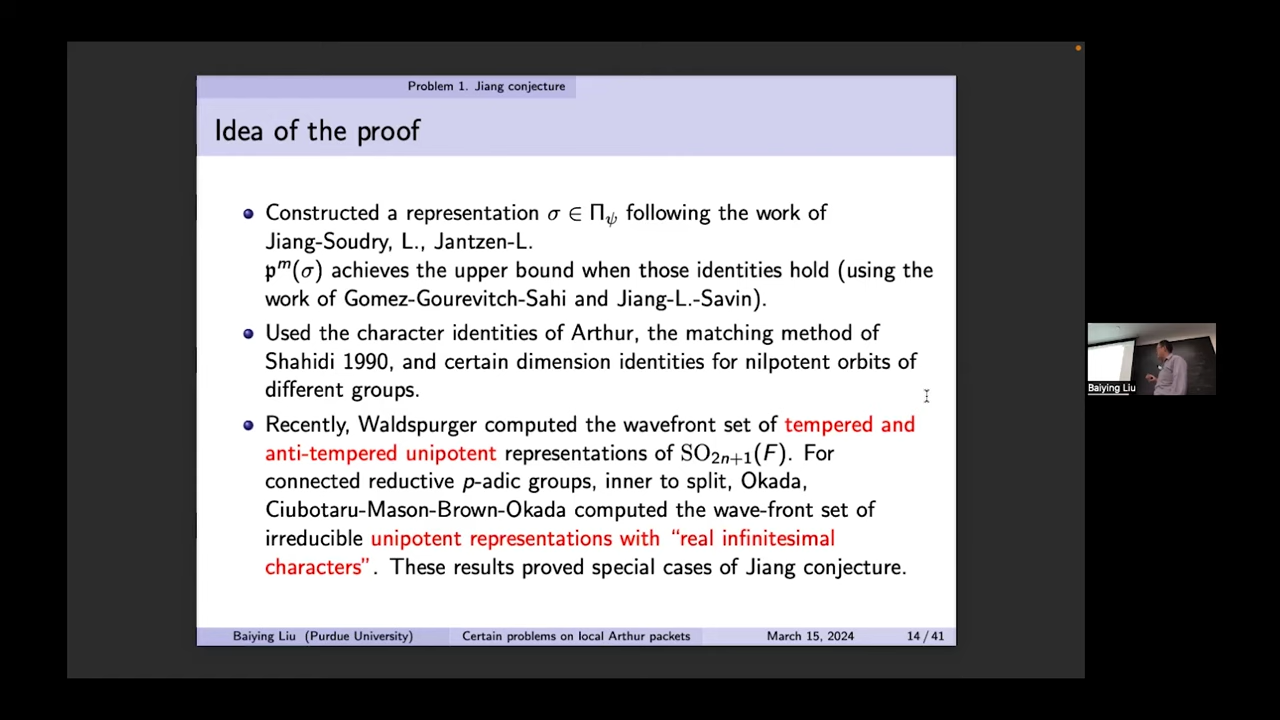 Problem 1. Jiang conjecture
Idea of the proof
Constructed a representation σ ∈ Π_ψ following the work of
Jiang-Soudry, L., Jantzen-L.
𝔭^m(σ) achieves the upper bound when those identities hold (using the
work of Gomez-Gourevitch-Sahi and Jiang-L.-Savin).
Used the character identities of Arthur, the matching method of
Shahidi 1990, and certain dimension identities for nilpotent orbits of
different groups.
Recently, Waldspurger computed the wavefront set of tempered and
anti-tempered unipotent representations of SO_{2n+1}(F). For
connected reductive p-adic groups, inner to split, Okada,
Ciubotaru-Mason-Brown-Okada computed the wave-front set of
irreducible unipotent representations with “real infinitesimal
characters”. These results proved special cases of Jiang conjecture.
Baiying Liu (Purdue University) Certain problems on local Arthur packets March 15, 2024 14 / 41
Baiying Liu